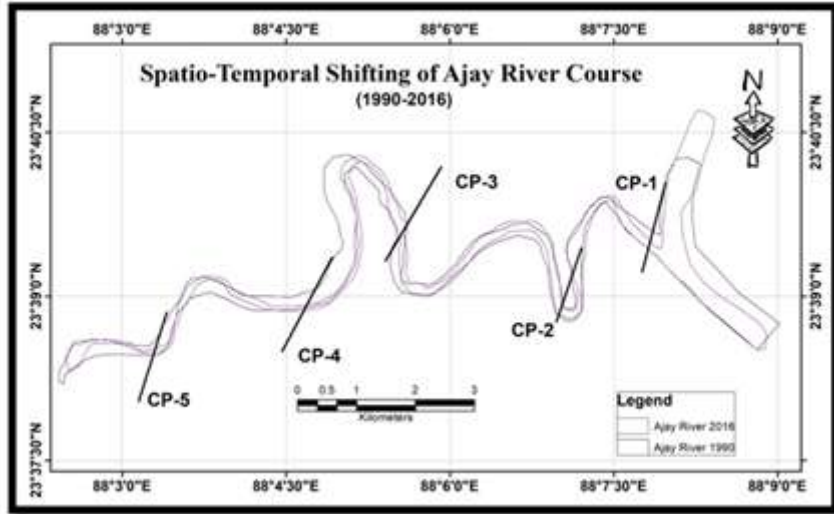 88°3'0"E 88°4'30"E 88°6'0"E 88°7'30"E 88°9'0"E
Spatio-Temporal Shifting of Ajay River Course
(1990-2016)
N
23°40'30"N 23°40'30"N
CP-3
CP-1
23°39'0"N 23°39'0"N
CP-2
CP-4
CP-5
0 0.5 1 2 3
Kilometers
Legend
Ajay River 2016
Ajay River 1990
23°37'30"N 23°37'30"N
88°3'0"E 88°4'30"E 88°6'0"E 88°7'30"E 88°9'0"E